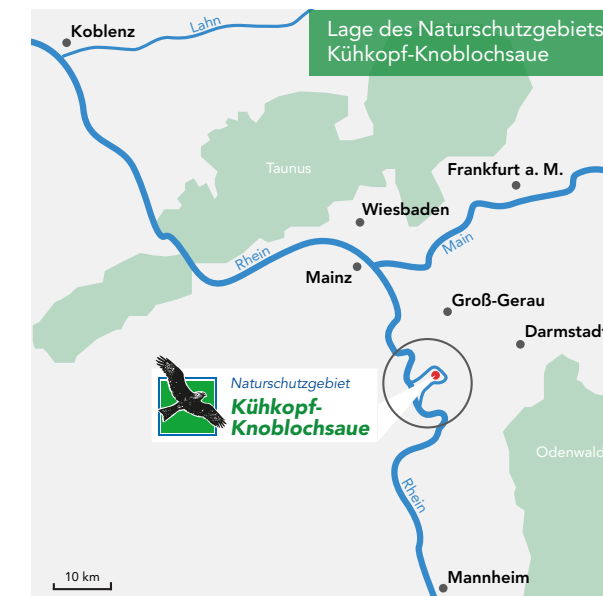 Lage des Naturschutzgebiets
Kühkopf-Knoblochsaue
Koblenz
Lahn
Taunus
Frankfurt a. M.
Wiesbaden
Main
Rhein
Mainz
Groß-Gerau
Darmstadt
Naturschutzgebiet
Kühkopf-
Knoblochsaue
Odenwald
Rhein
10 km
Mannheim